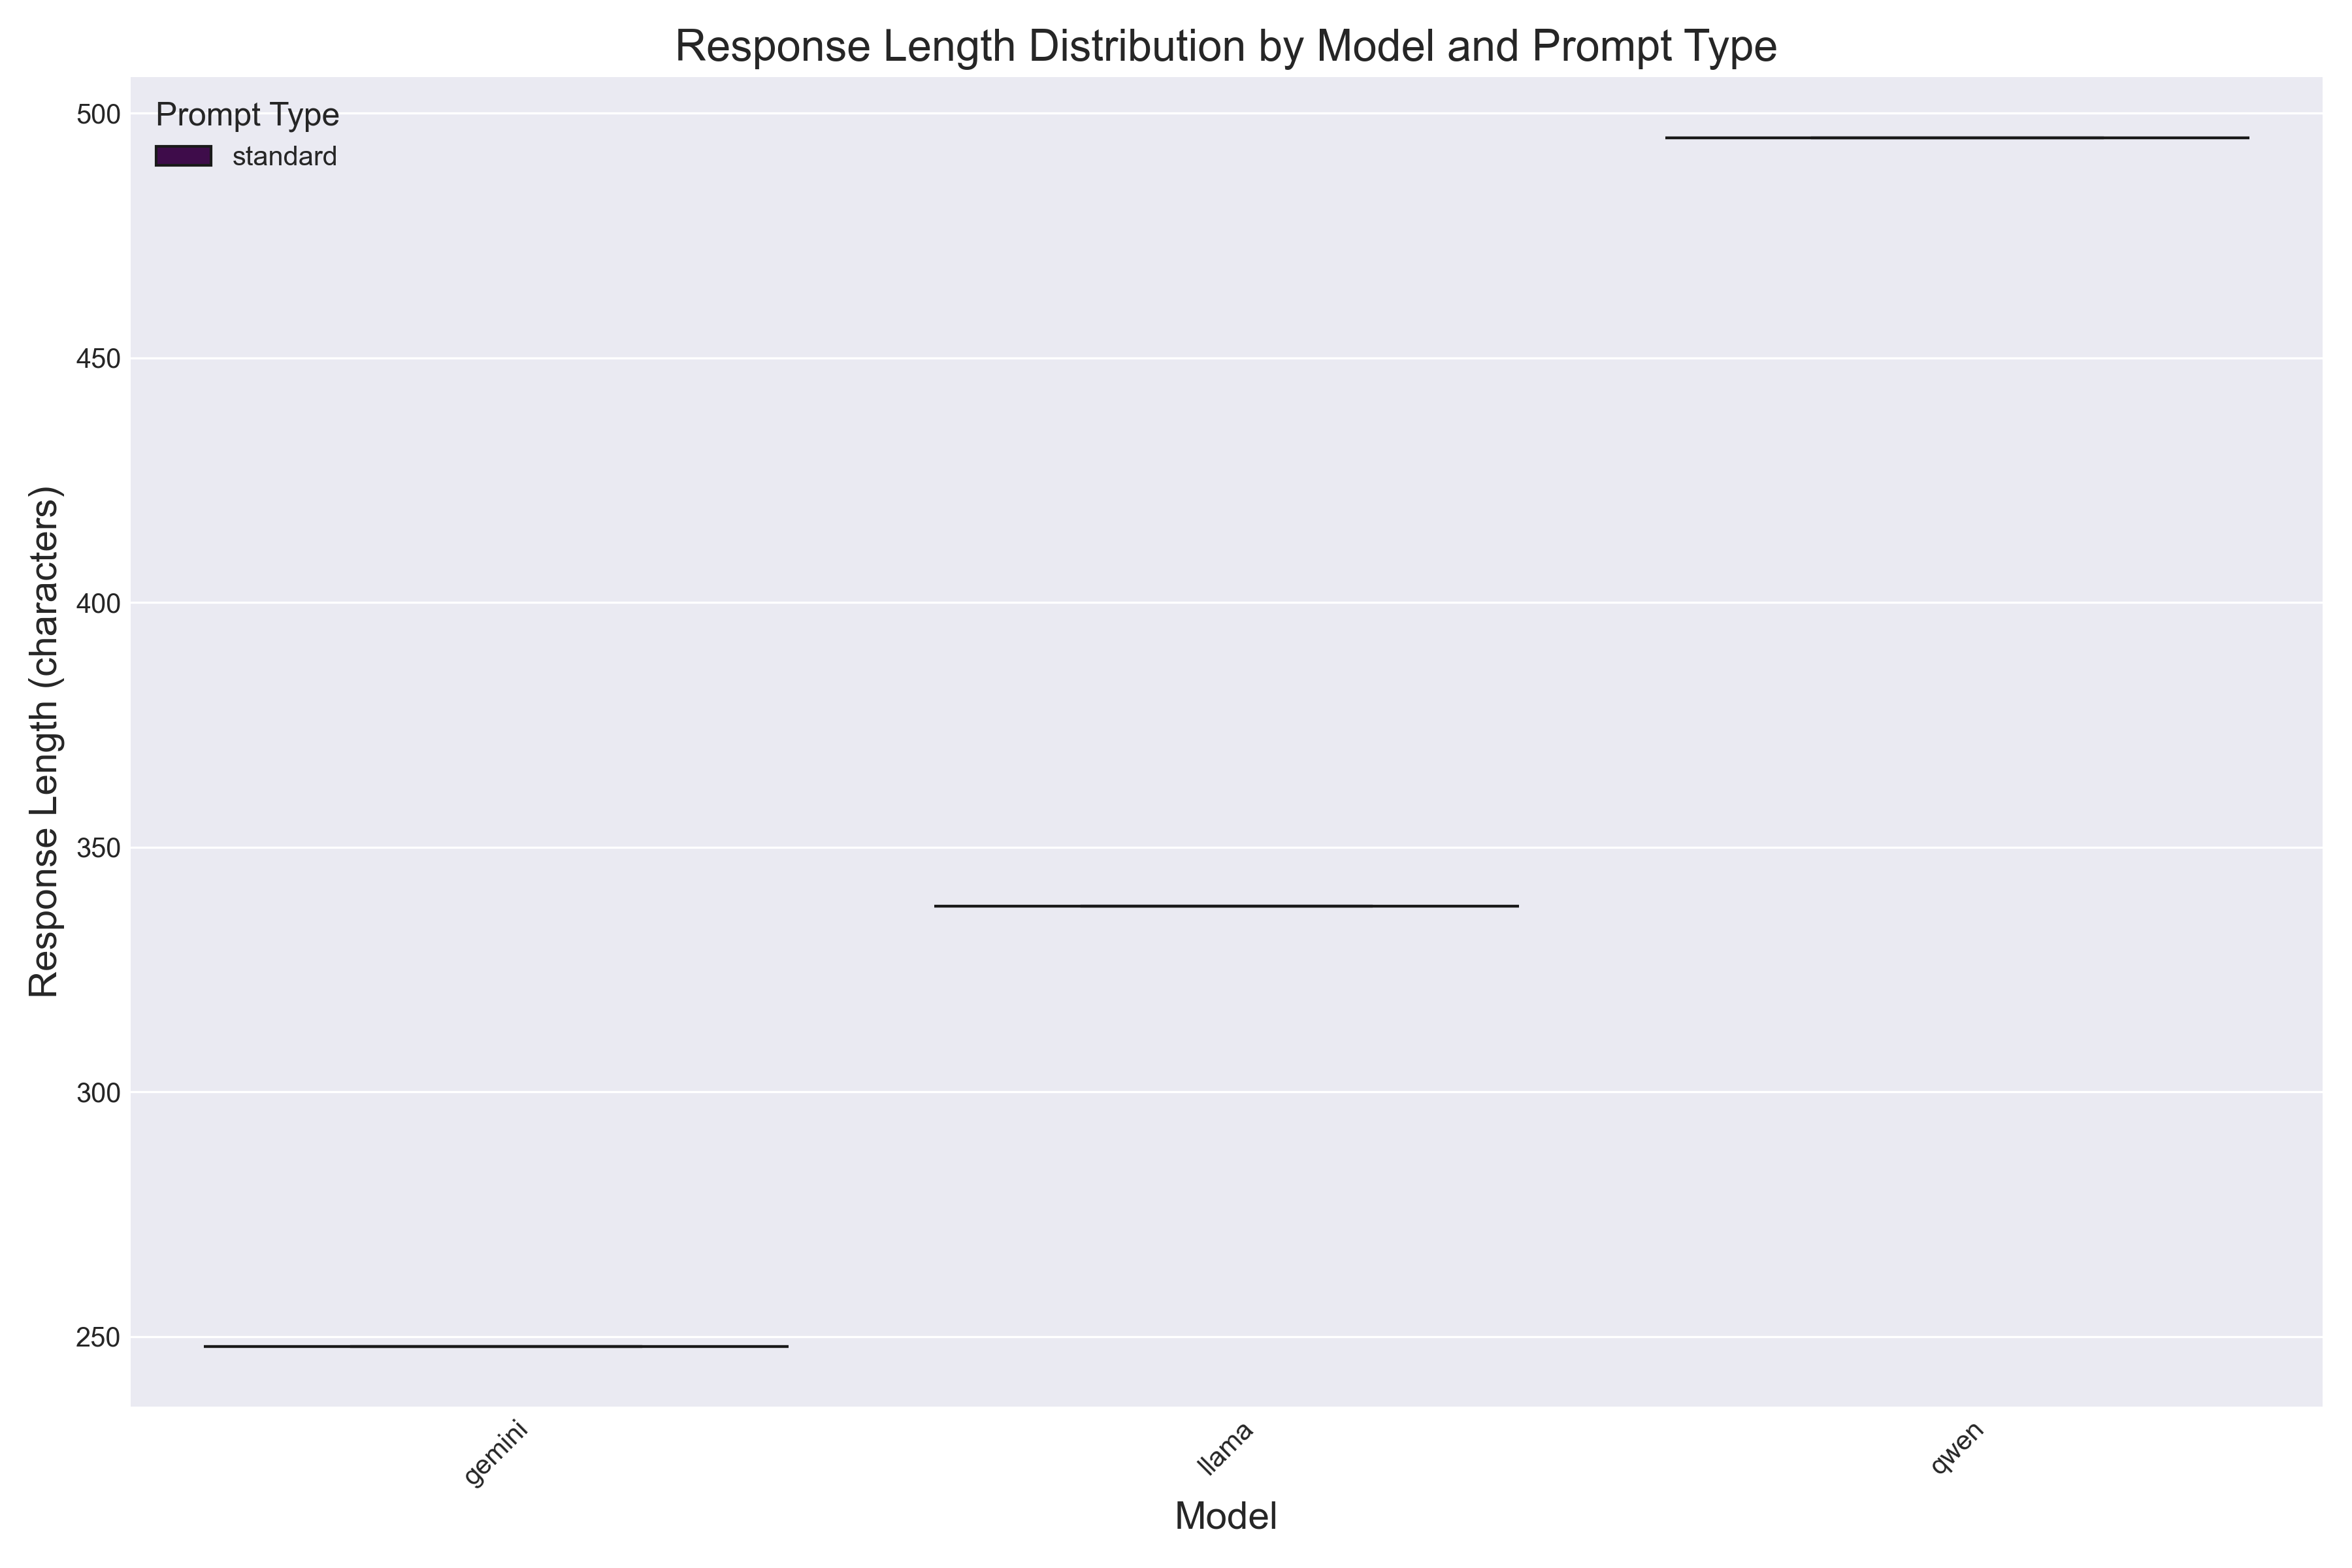 Response Length Distribution by Model and Prompt Type
Prompt Type
standard
500
450
400
350
300
250
Response Length (characters)
gemini
llama
qwen
Model